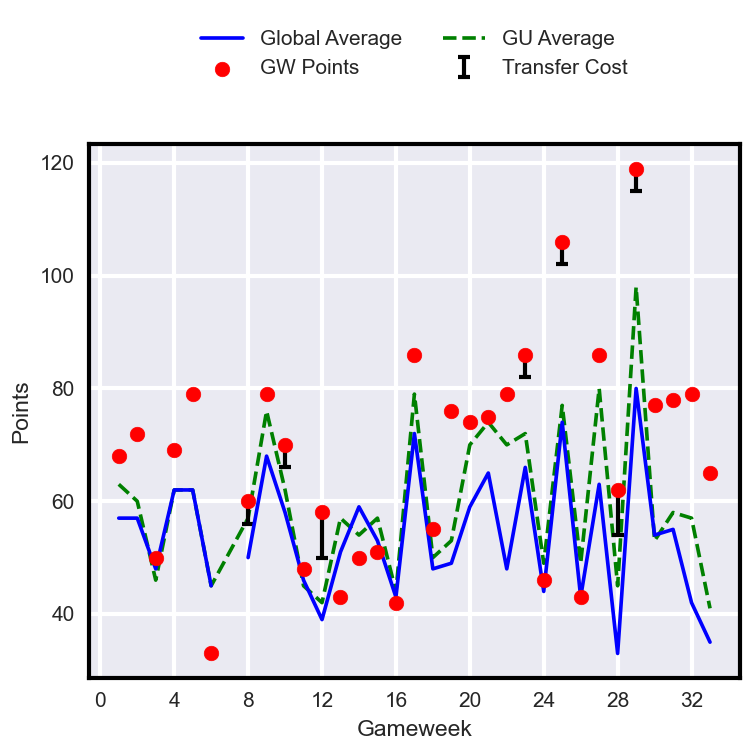 Global Average
GU Average
GW Points
Transfer Cost
120
100
80
60
40
Points
0 4 8 12 16 20 24 28 32
Gameweek